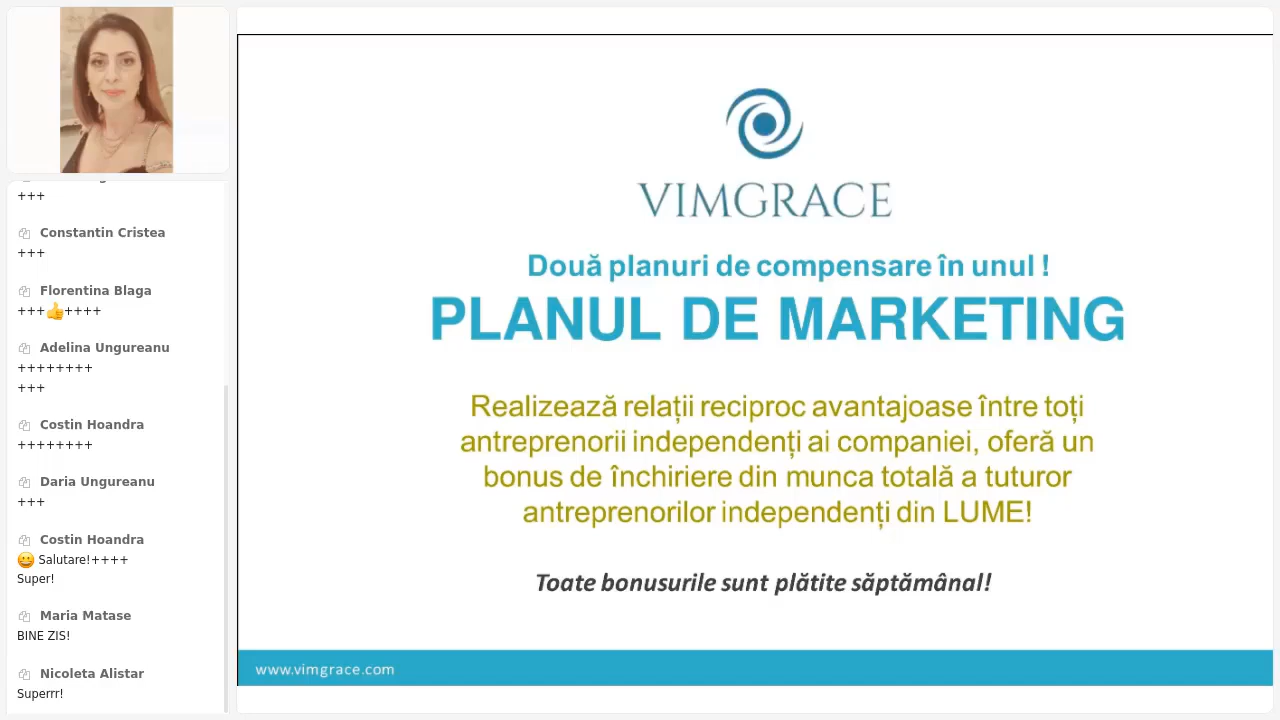 +++
Constantin Cristea
+++
Florentina Blaga
+++👍++++
Adelina Ungureanu
++++++++
+++
Costin Hoandra
++++++++
Daria Ungureanu
+++
Costin Hoandra
😀 Salutare!++++
Super!
Maria Matase
BINE ZIS!
Nicoleta Alistar
Superrr!
VIMGRACE
Două planuri de compensare în unul !
PLANUL DE MARKETING
Realizează relații reciproc avantajoase între toți
antreprenorii independenți ai companiei, oferă un
bonus de închiriere din munca totală a tuturor
antreprenorilor independenți din LUME!
Toate bonusurile sunt plătite săptămânal!
www.vimgrace.com